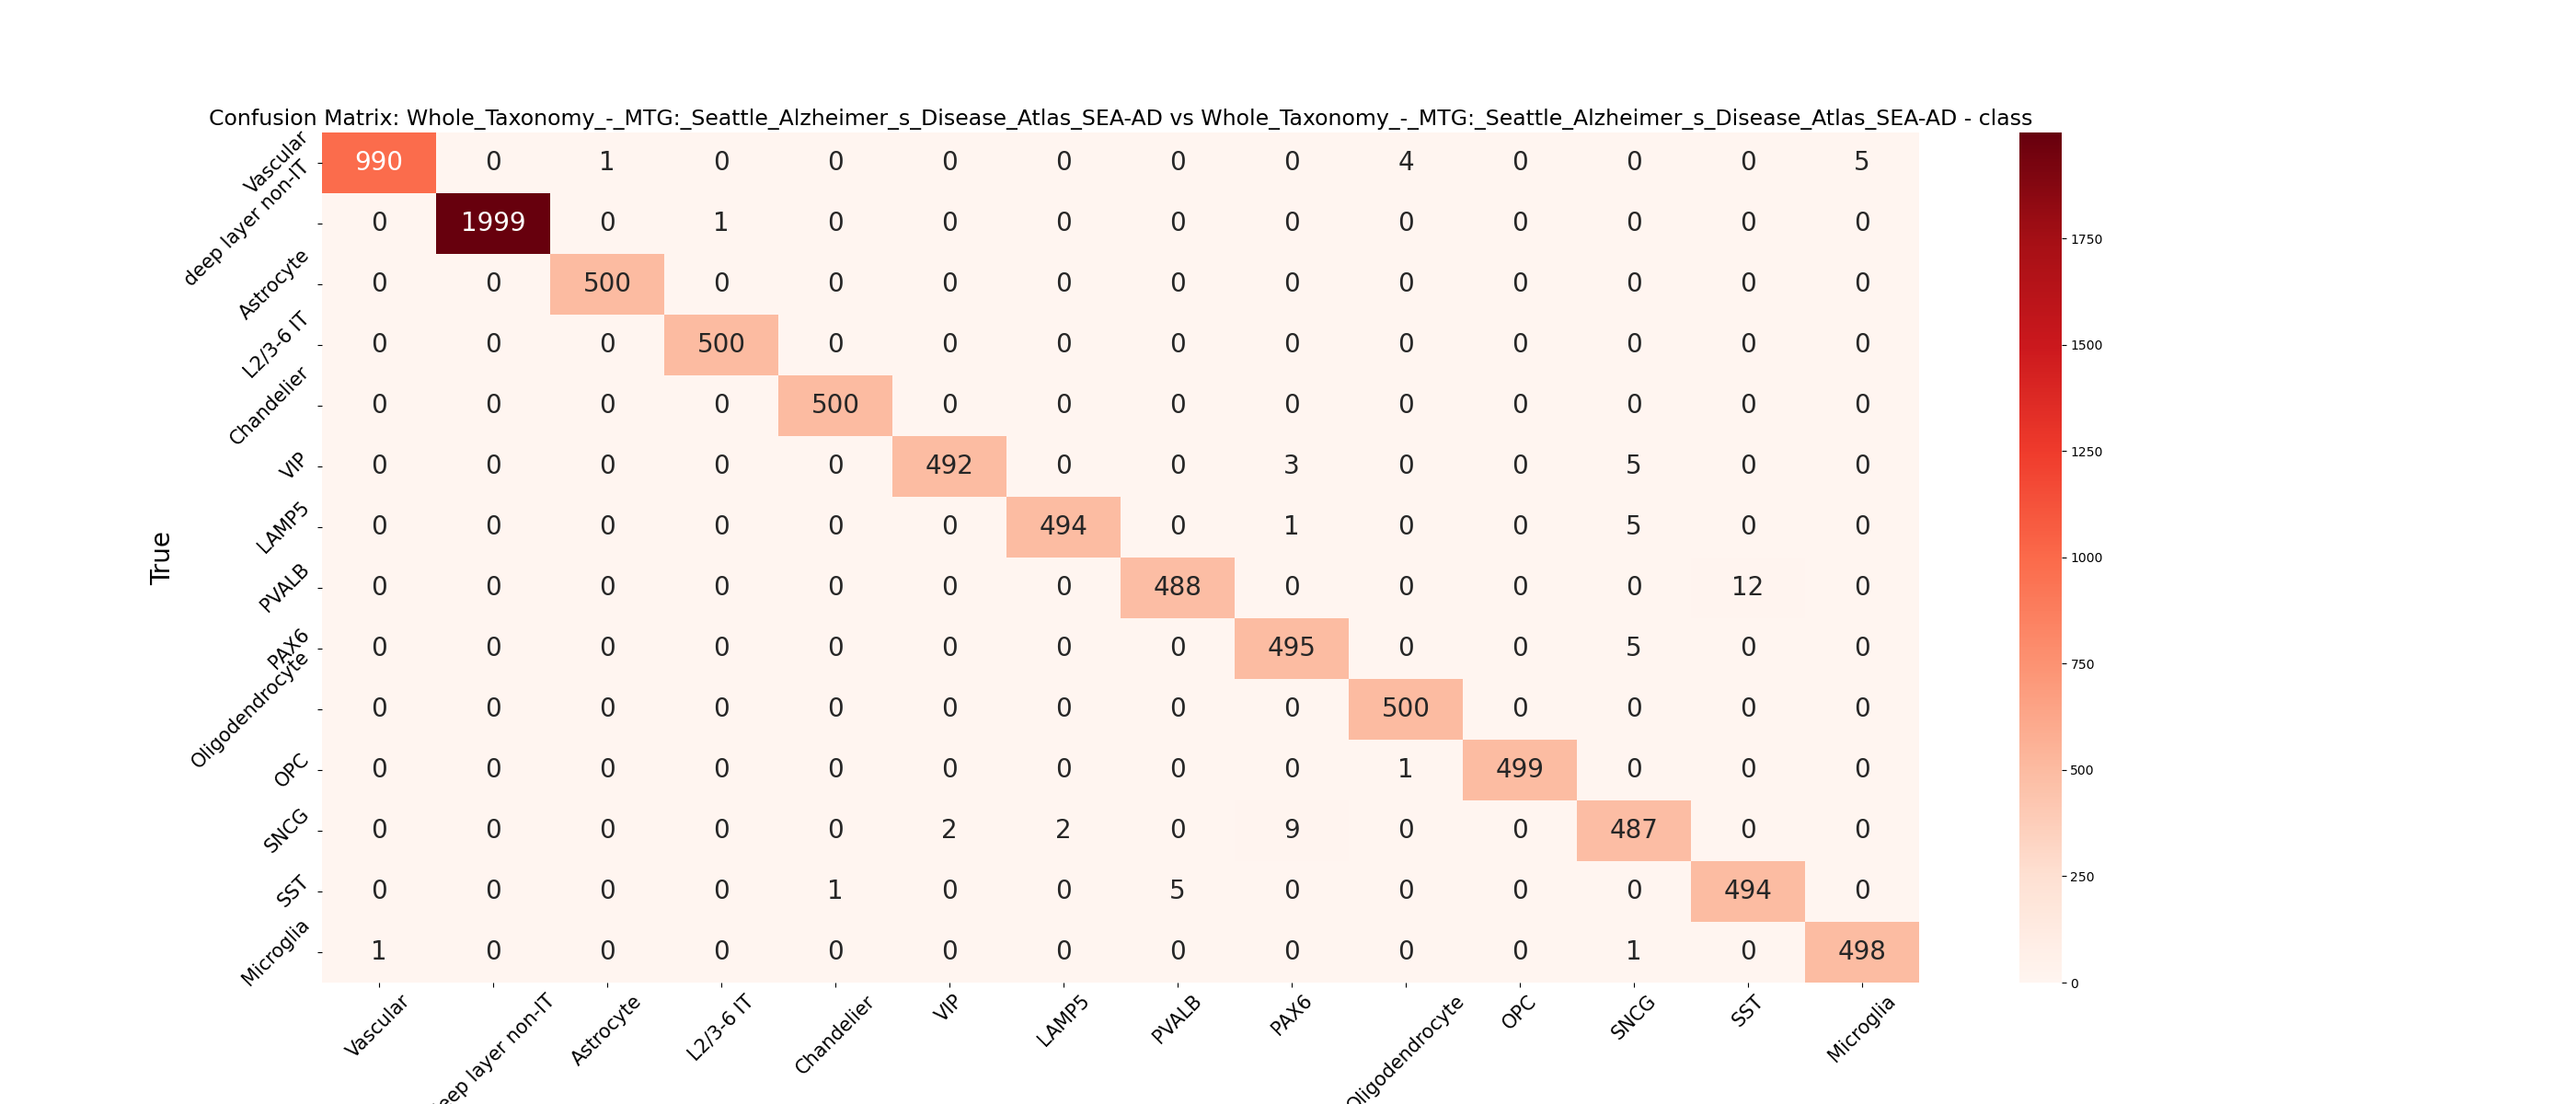 Confusion Matrix: Whole_Taxonomy_-_MTG:_Seattle_Alzheimer_s_Disease_Atlas_SEA-AD vs Whole_Taxonomy_-_MTG:_Seattle_Alzheimer_s_Disease_Atlas_SEA-AD - class
True
Vascular 990 0 1 0 0 0 0 0 0 4 0 0 0 5
deep layer non-IT 0 1999 0 1 0 0 0 0 0 0 0 0 0 0
Astrocyte 0 0 500 0 0 0 0 0 0 0 0 0 0 0
L2/3-6 IT 0 0 0 500 0 0 0 0 0 0 0 0 0 0
Chandelier 0 0 0 0 500 0 0 0 0 0 0 0 0 0
VIP 0 0 0 0 0 492 0 0 3 0 0 5 0 0
LAMP5 0 0 0 0 0 0 494 0 1 0 0 5 0 0
PVALB 0 0 0 0 0 0 0 488 0 0 0 0 12 0
PAX6 0 0 0 0 0 0 0 0 495 0 0 5 0 0
Oligodendrocyte 0 0 0 0 0 0 0 0 0 500 0 0 0 0
OPC 0 0 0 0 0 0 0 0 0 1 499 0 0 0
SNCG 0 0 0 0 0 2 2 0 9 0 0 487 0 0
SST 0 0 0 0 1 0 0 5 0 0 0 0 494 0
Microglia 1 0 0 0 0 0 0 0 0 0 0 1 0 498
Vascular layer non-IT Astrocyte L2/3-6 IT Chandelier VIP LAMP5 PVALB PAX6 Oligodendrocyte OPC SNCG SST Microglia
1750
1500
1250
1000
750
500
250
0